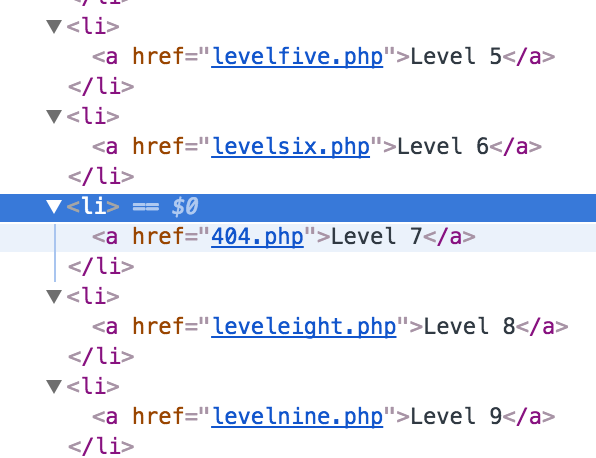 </li>
▼<li>
<a href="levelfive.php">Level 5</a>
</li>
▼<li>
<a href="levelsix.php">Level 6</a>
</li>
▼<li> == $0
<a href="404.php">Level 7</a>
</li>
▼<li>
<a href="leveleight.php">Level 8</a>
</li>
▼<li>
<a href="levelnine.php">Level 9</a>
</li>